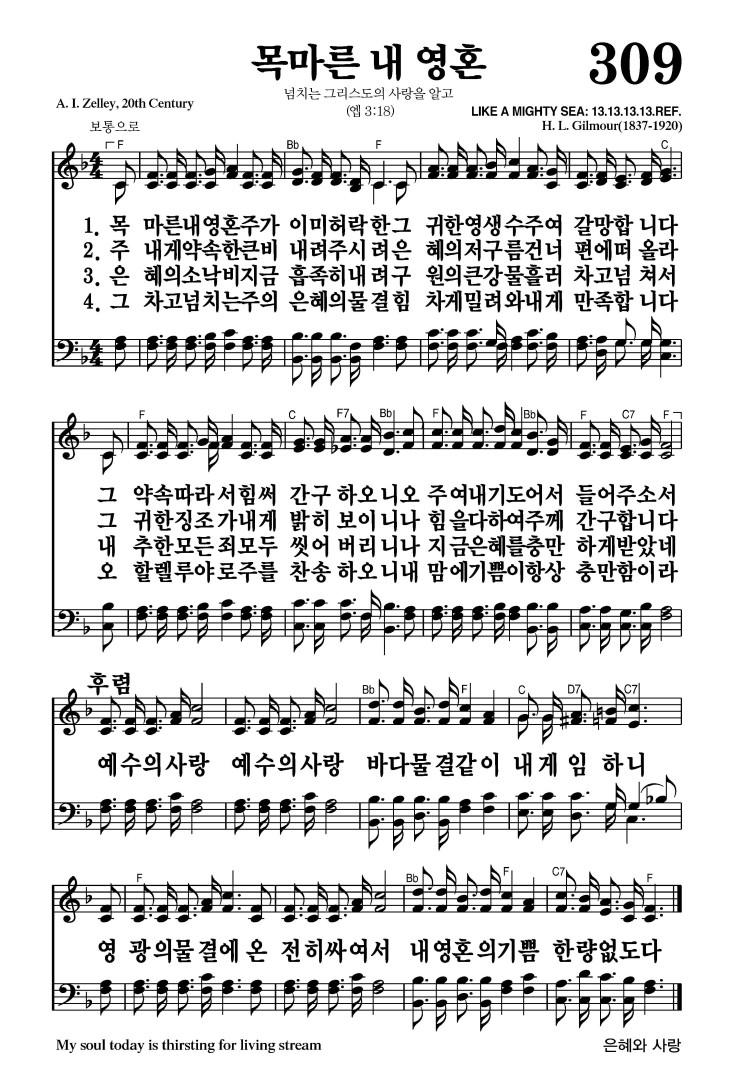 목마른 내 영혼 309
넘치는 그리스도의 사랑을 알고
(엡 3:18)
A. I. Zelley, 20th Century
LIKE A MIGHTY SEA: 13.13.13.13.REF.
H. L. Gilmour(1837-1920)
보통으로
F Bb F C
1. 목 마른내영혼주가 이미허락한그 귀한영생수주여 갈망합니다
2. 주 내게약속한큰비 내려주시려은 혜의저구름건너 편에떠올라
3. 은 혜의소낙비지금 흡족히내려구 원의큰강물흘러 차고넘쳐서
4. 그 차고넘치는주의 은혜의물결힘 차게밀려와내게 만족합니다
F C F7 Bb F Bb F C7 F
그 약속따라서힘써 간구하오니오 주여내기도어서 들어주소서
그 귀한징조가내게 밝히보이니나 힘을다하여주께 간구합니다
내 추한모든죄모두 씻어버리니나 지금은혜를충만 하게받았네
오 할렐루야로주를 찬송하오니내 맘에기쁨이항상 충만함이라
후렴
Bb F C D7 C7
예수의사랑 예수의사랑 바다물결같이 내게임하니
F Bb F C7 F
영 광의물결에온 전히싸여서 내영혼의기쁨 한량없도다
My soul today is thirsting for living stream
은혜와 사랑